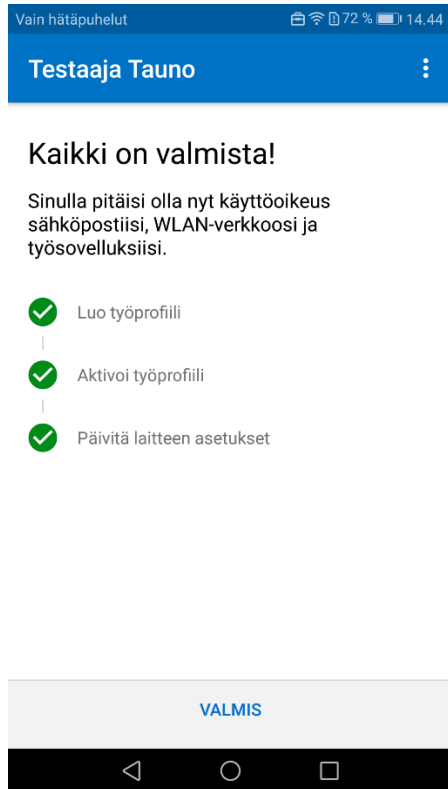 Vain hätäpuhelut 72 % 14.44
Testaaja Tauno
Kaikki on valmista!
Sinulla pitäisi olla nyt käyttöoikeus
sähköpostiisi, WLAN-verkkoosi ja
työsovelluksiisi.
Luo työprofiili
Aktivoi työprofiili
Päivitä laitteen asetukset
VALMIS